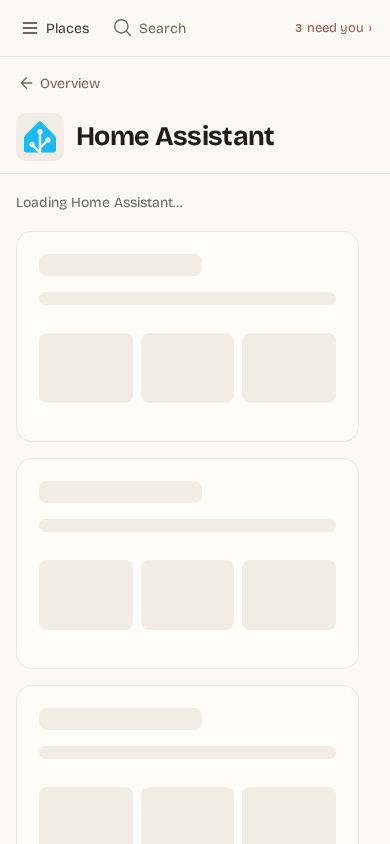 Places
Search
3 need you ›
Overview
Home Assistant
Loading Home Assistant...